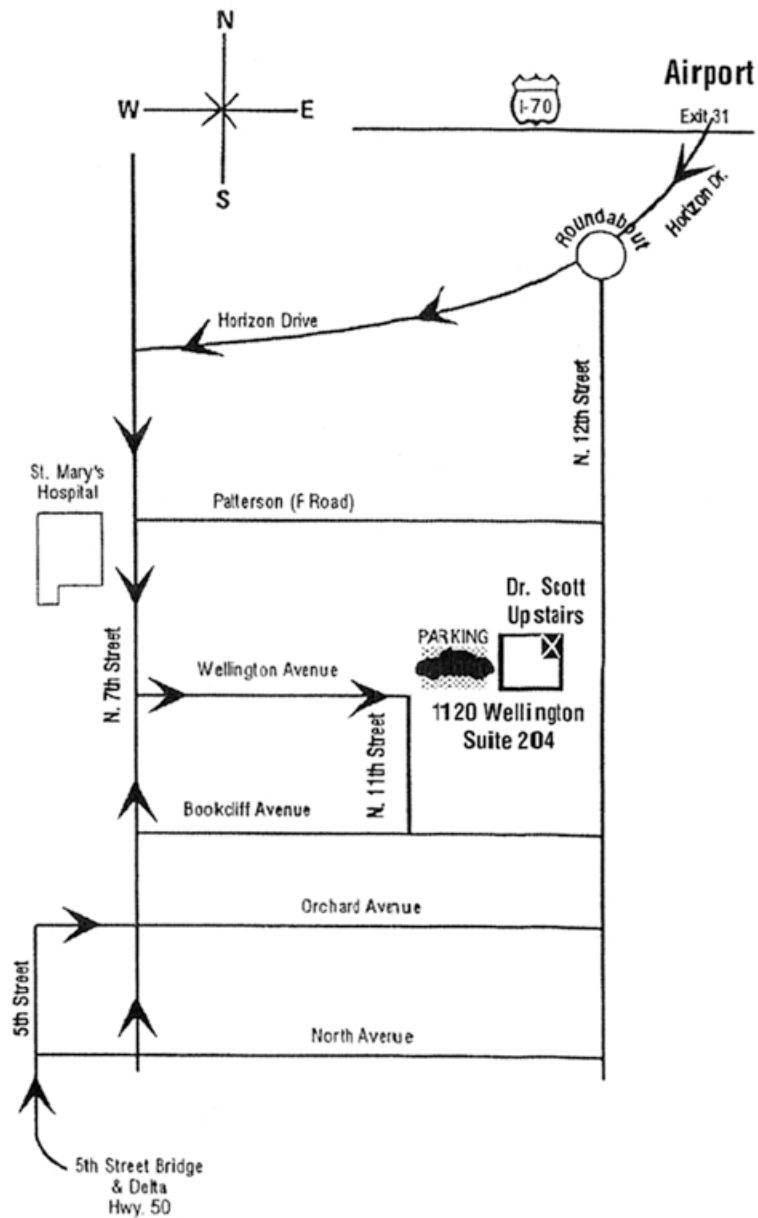 N
W E
S
Airport
I-70
Exit 31
Horizon Dr.
Roundabout
Horizon Drive
N. 12th Street
St. Mary's
Hospital
Patterson (F Road)
Dr. Scott
Upstairs
PARKING
N. 7th Street
Wellington Avenue
1120 Wellington
Suite 204
N. 11th Street
Bookcliff Avenue
Orchard Avenue
5th Street
North Avenue
5th Street Bridge
& Delta
Hwy. 50